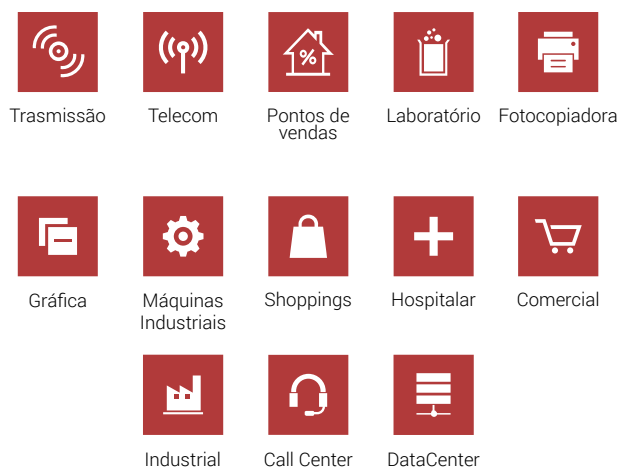 %
Trasmissão
Telecom
Pontos de
vendas
Laboratório
Fotocopiadora
Gráfica
Máquinas
Industriais
Shoppings
Hospitalar
Comercial
Industrial
Call Center
DataCenter